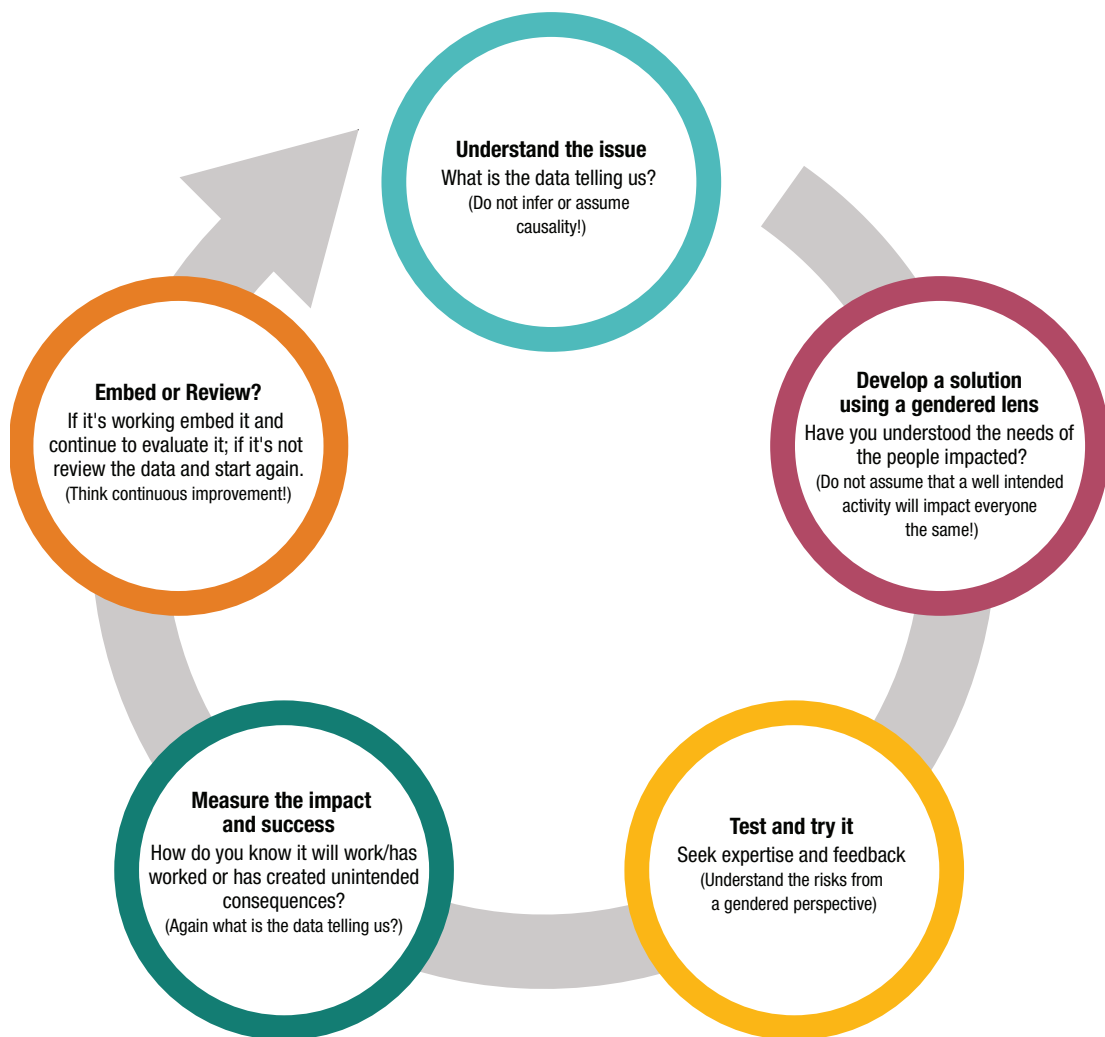 Understand the issue
What is the data telling us?
(Do not infer or assume
causality!)
Develop a solution
using a gendered lens
Have you understood the needs of
the people impacted?
(Do not assume that a well intended
activity will impact everyone
the same!)
Test and try it
Seek expertise and feedback
(Understand the risks from
a gendered perspective)
Measure the impact
and success
How do you know it will work/has
worked or has created unintended
consequences?
(Again what is the data telling us?)
Embed or Review?
If it's working embed it and
continue to evaluate it; if it's not
review the data and start again.
(Think continuous improvement!)